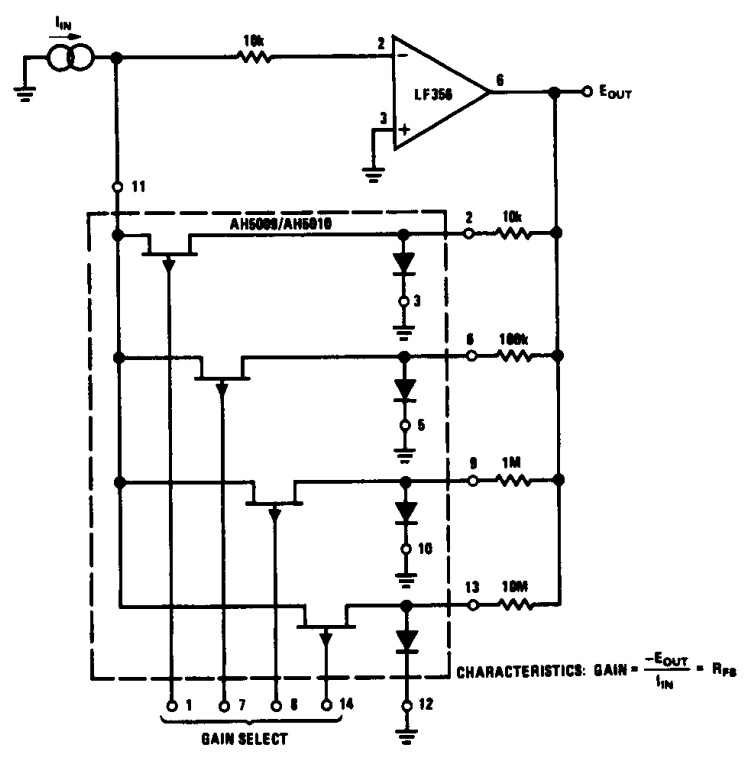 I_IN
10k
2
−
LF356
6
E_OUT
3
+
11
AH5009/AH5010
2
10k
3
6
100k
5
9
1M
10
13
10M
CHARACTERISTICS: GAIN = −E_OUT / I_IN = R_FB
1
7
8
14
12
GAIN SELECT